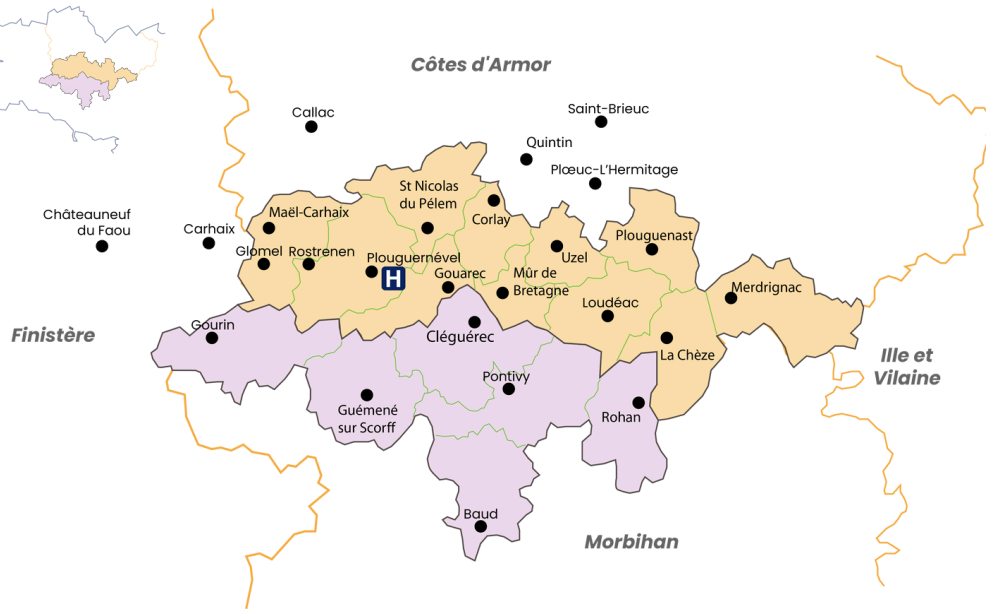 Côtes d'Armor
Callac
Saint-Brieuc
Quintin
Plœuc-L'Hermitage
St Nicolas
du Pélem
Châteauneuf
du Faou
Carhaix
Maël-Carhaix
Corlay
Plouguenast
Glomel
Rostrenen
Plouguernével
H
Gouarec
Uzel
Mûr de
Bretagne
Merdrignac
Loudéac
Finistère
Gourin
Cléguérec
La Chèze
Ille et
Vilaine
Pontivy
Guémené
sur Scorff
Rohan
Baud
Morbihan